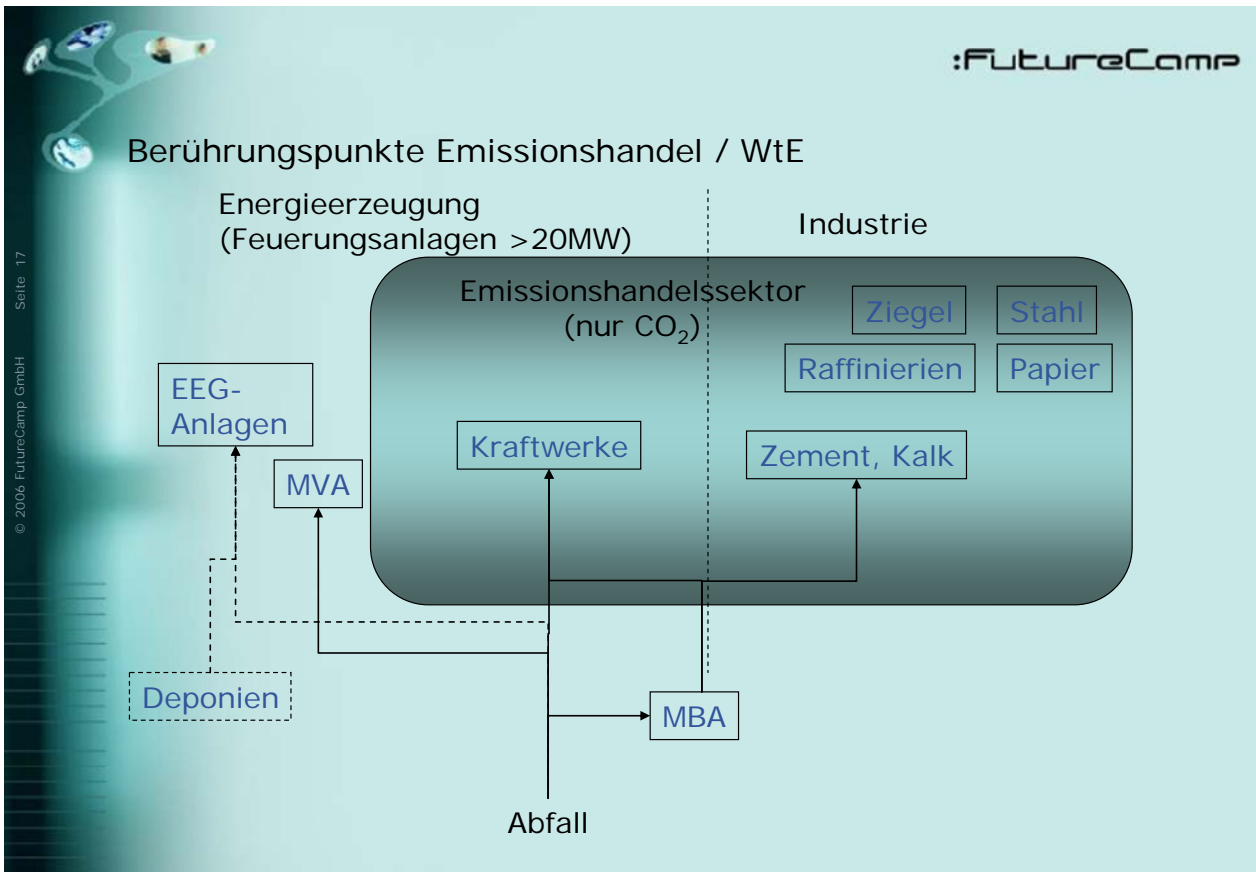 :FutureCamp
Berührungspunkte Emissionshandel / WtE
Energieerzeugung
(Feuerungsanlagen >20MW)
Industrie
Emissionshandelssektor
(nur CO₂)
Ziegel
Stahl
Raffinierien
Papier
EEG-
Anlagen
Kraftwerke
Zement, Kalk
MVA
Deponien
MBA
Abfall
© 2006 FutureCamp GmbH Seite 17